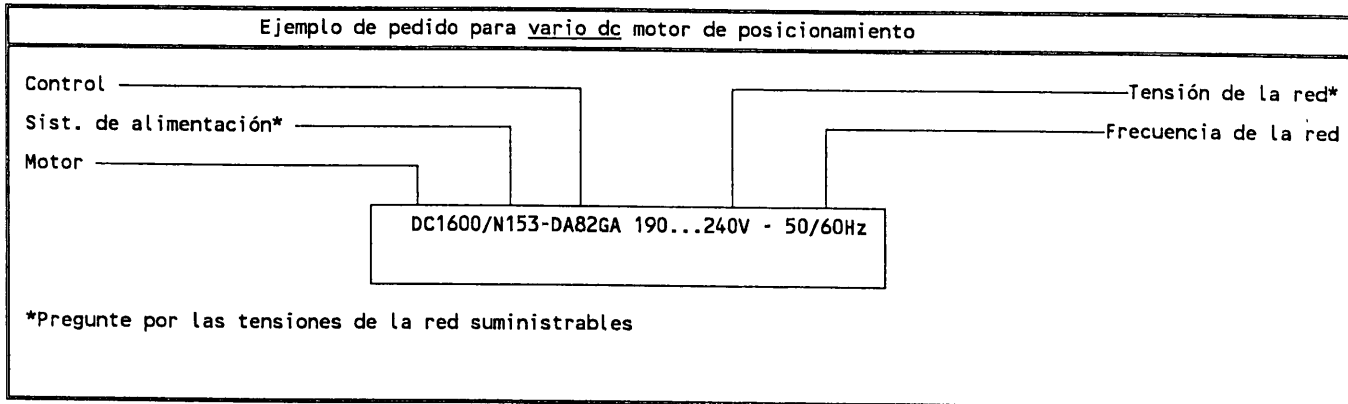 Ejemplo de pedido para vario dc motor de posicionamiento
Control
Tensión de la red*
Sist. de alimentación*
Frecuencia de la red
Motor
DC1600/N153-DA82GA 190...240V - 50/60Hz
*Pregunte por las tensiones de la red suministrables